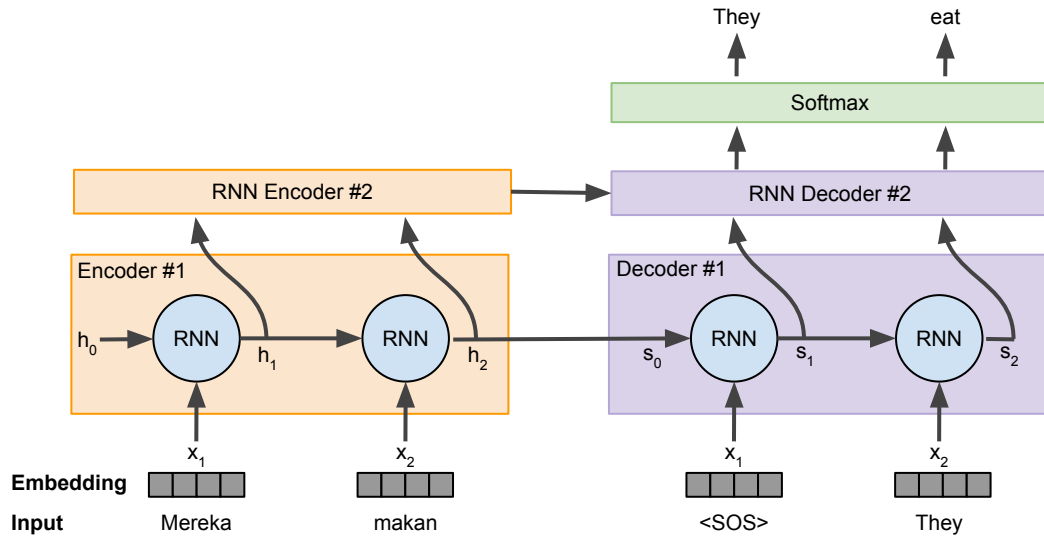 They eat
Softmax
RNN Encoder #2 RNN Decoder #2
Encoder #1 Decoder #1
h₀ RNN h₁ RNN h₂ s₀ RNN s₁ RNN s₂
x₁ x₂ x₁ x₂
Embedding
Input Mereka makan <SOS> They